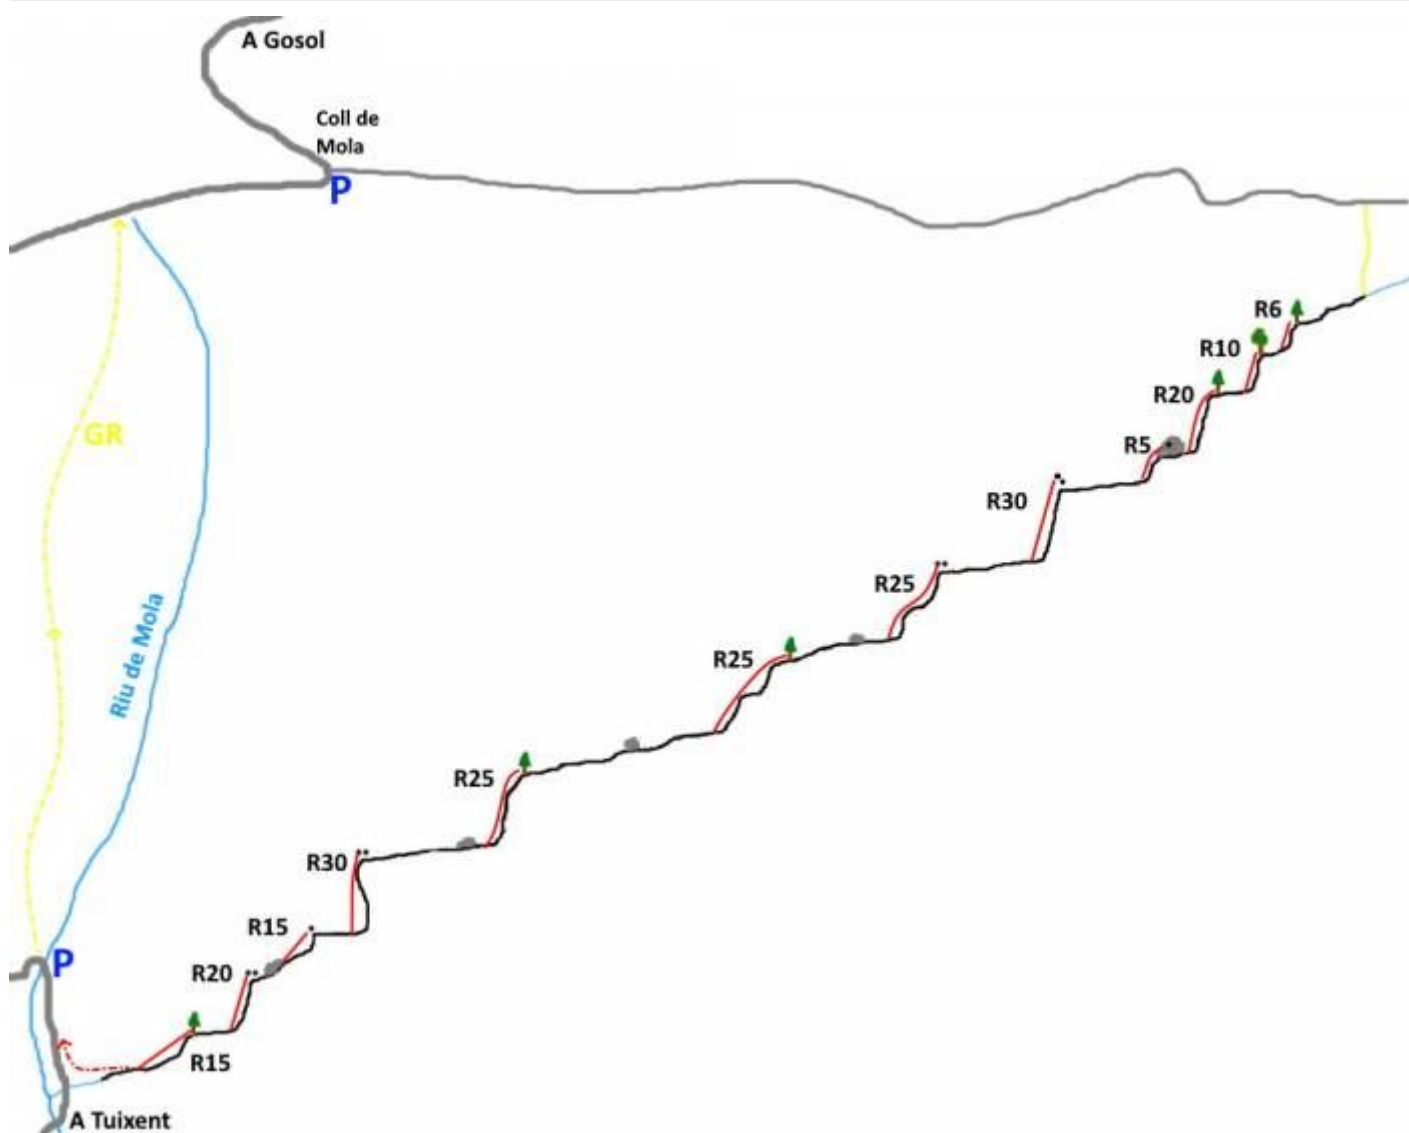 A Gosol
Coll de
Mola
P
R6
R10
R20
GR
R5
R30
R25
Riu de Mola
R25
R25
R30
R15
P
R20
R15
A Tuixent